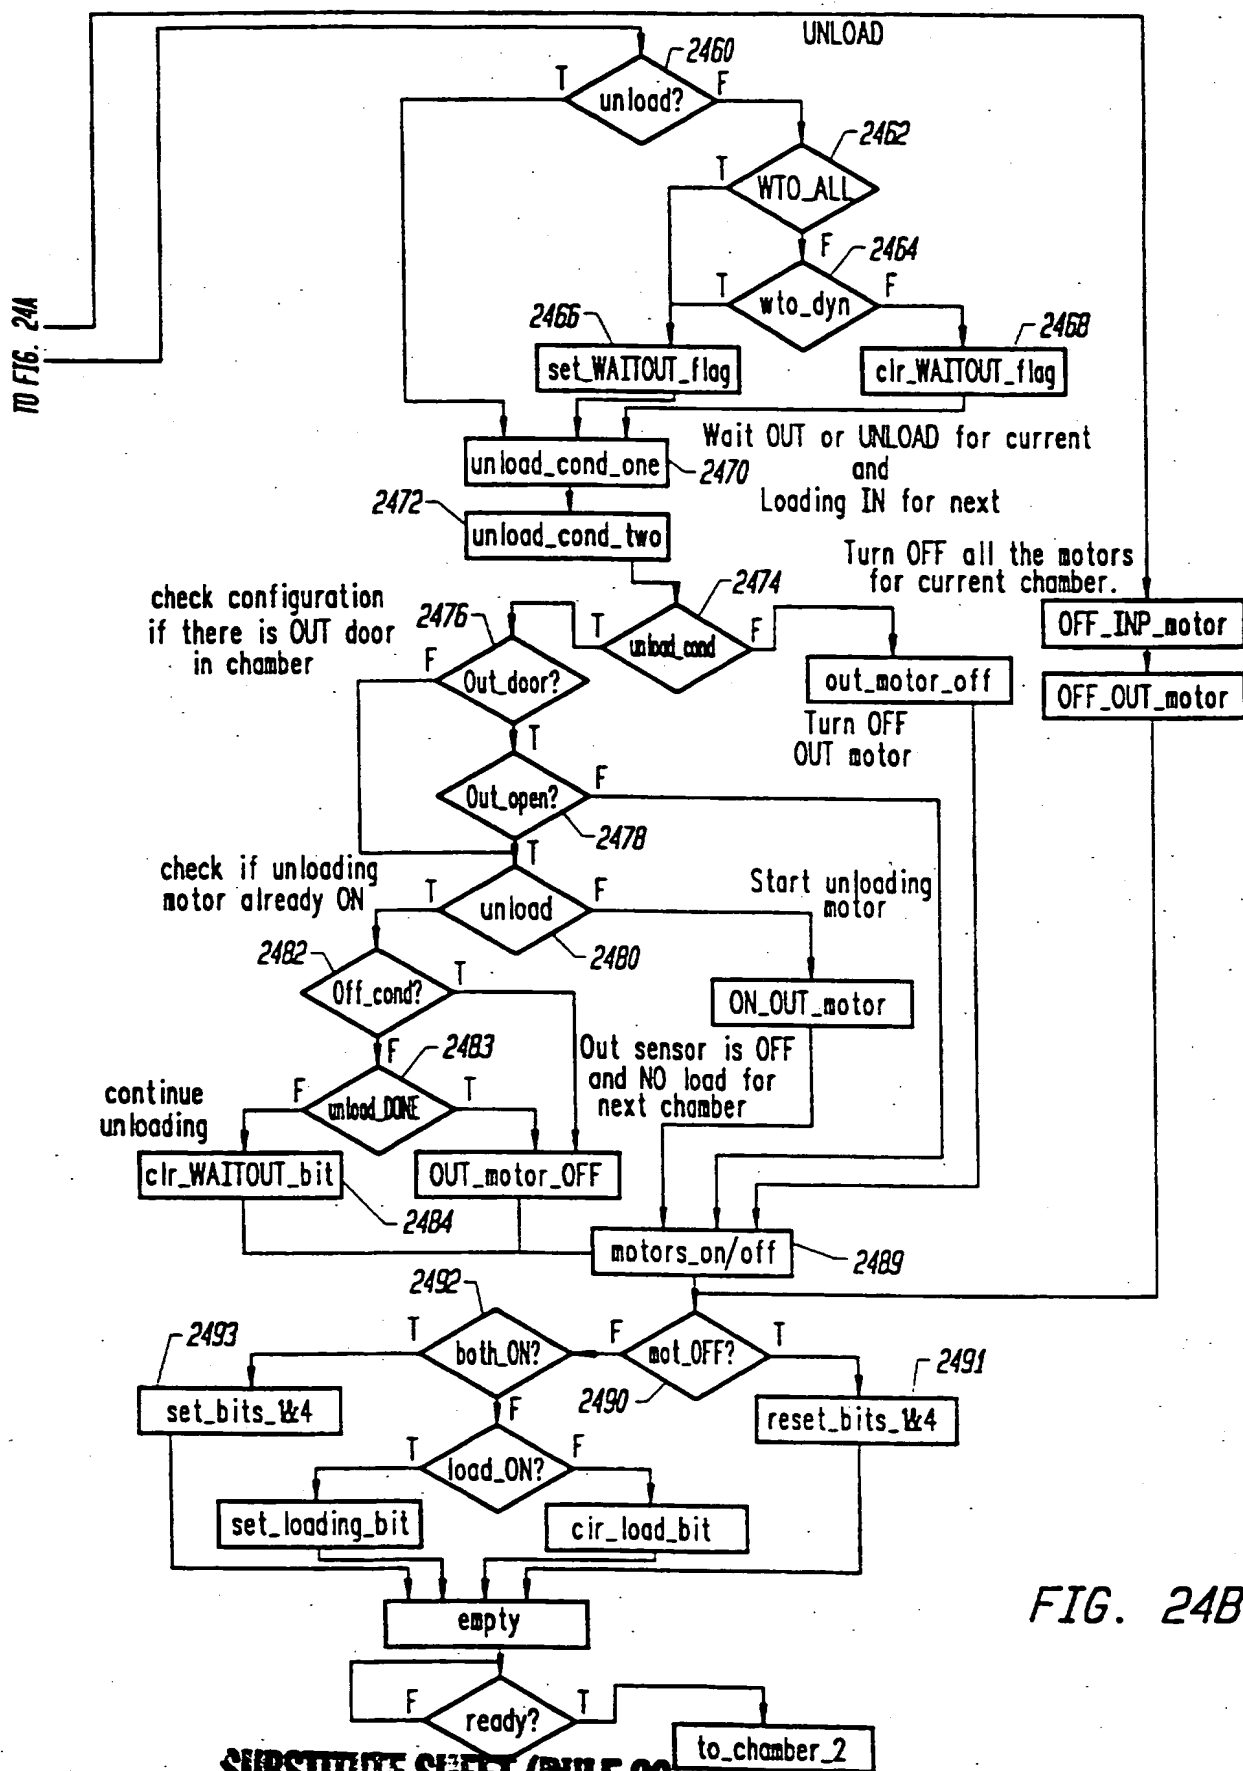 UNLOAD
2460
T
F
unload?
2462
T
WTO_ALL
F
2464
T
F
wto_dyn
TO FIG. 24A
2466
2468
set_WAITOUT_flag
clr_WAITOUT_flag
Wait OUT or UNLOAD for current
and
Loading IN for next
unload_cond_one
2470
2472
unload_cond_two
Turn OFF all the motors
for current chamber.
2474
check configuration
if there is OUT door
in chamber
2476
T
F
unload_cond
OFF_INP_motor
F
Out_door?
out_motor_off
OFF_OUT_motor
Turn OFF
OUT motor
T
Out_open?
F
2478
T
check if unloading
motor already ON
Start unloading
motor
T
F
unload
2480
2482
Off_cond?
T
ON_OUT_motor
F
2483
Out sensor is OFF
and NO load for
next chamber
continue
unloading
F
T
unload_DONE
clr_WAITOUT_bit
OUT_motor_OFF
2484
motors_on/off
2489
2492
2493
T
both_ON?
F
mot_OFF?
T
2491
2490
set_bits_1&4
reset_bits_1&4
F
T
F
load_ON?
set_loading_bit
clr_load_bit
empty
FIG. 24B
F
T
ready?
to_chamber_2
SUBSTITUTE SHEET (RULE